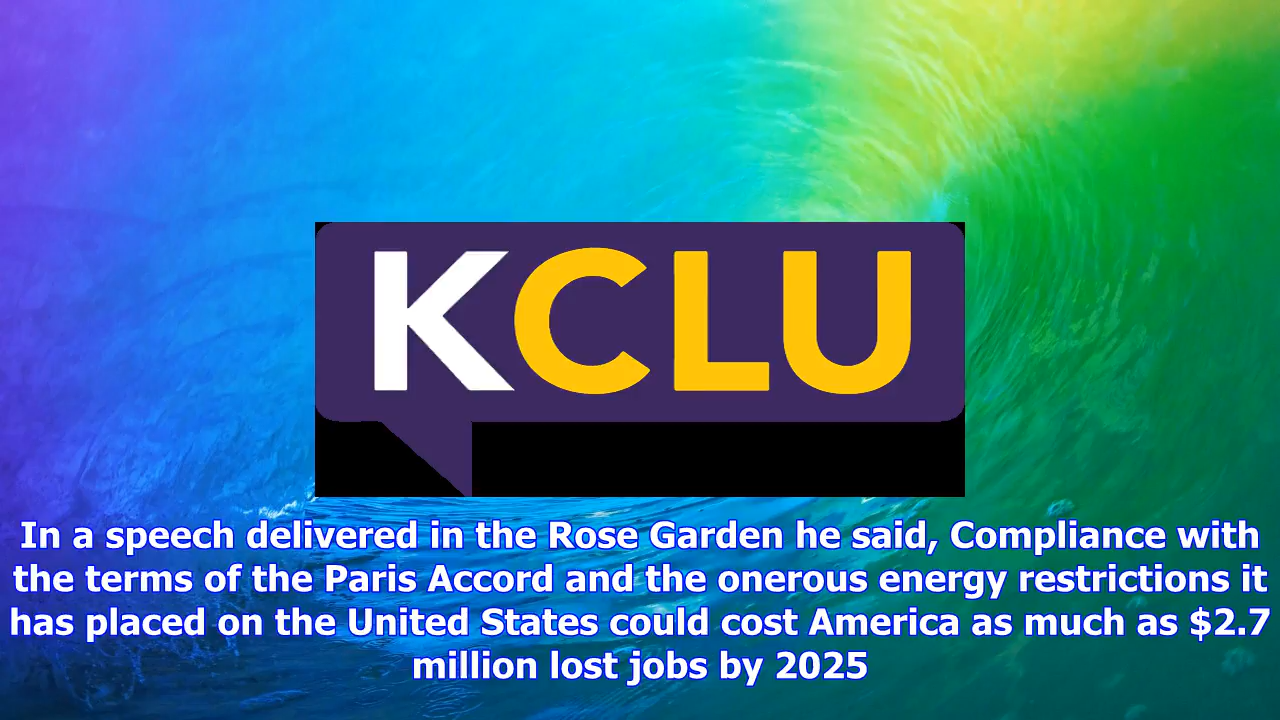 KCLU
In a speech delivered in the Rose Garden he said, Compliance with
the terms of the Paris Accord and the onerous energy restrictions it
has placed on the United States could cost America as much as $2.7
million lost jobs by 2025